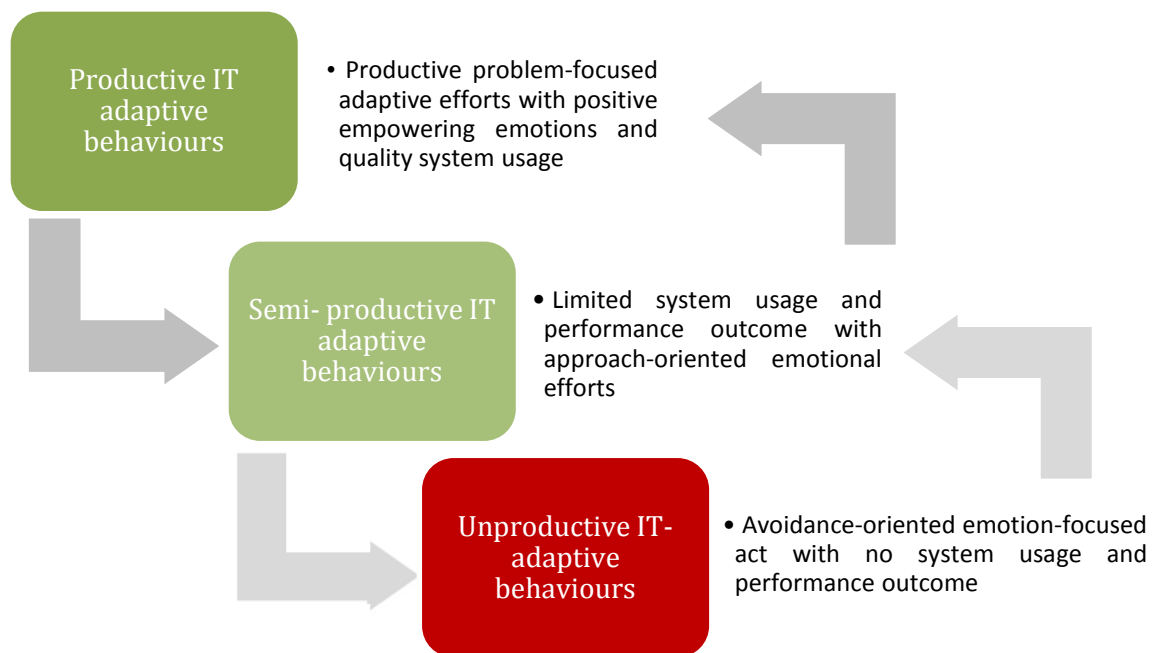 Productive IT
adaptive
behaviours
• Productive problem-focused
adaptive efforts with positive
empowering emotions and
quality system usage
Semi- productive IT
adaptive
behaviours
• Limited system usage and
performance outcome with
approach-oriented emotional
efforts
Unproductive IT-
adaptive
behaviours
• Avoidance-oriented emotion-focused
act with no system usage and
performance outcome